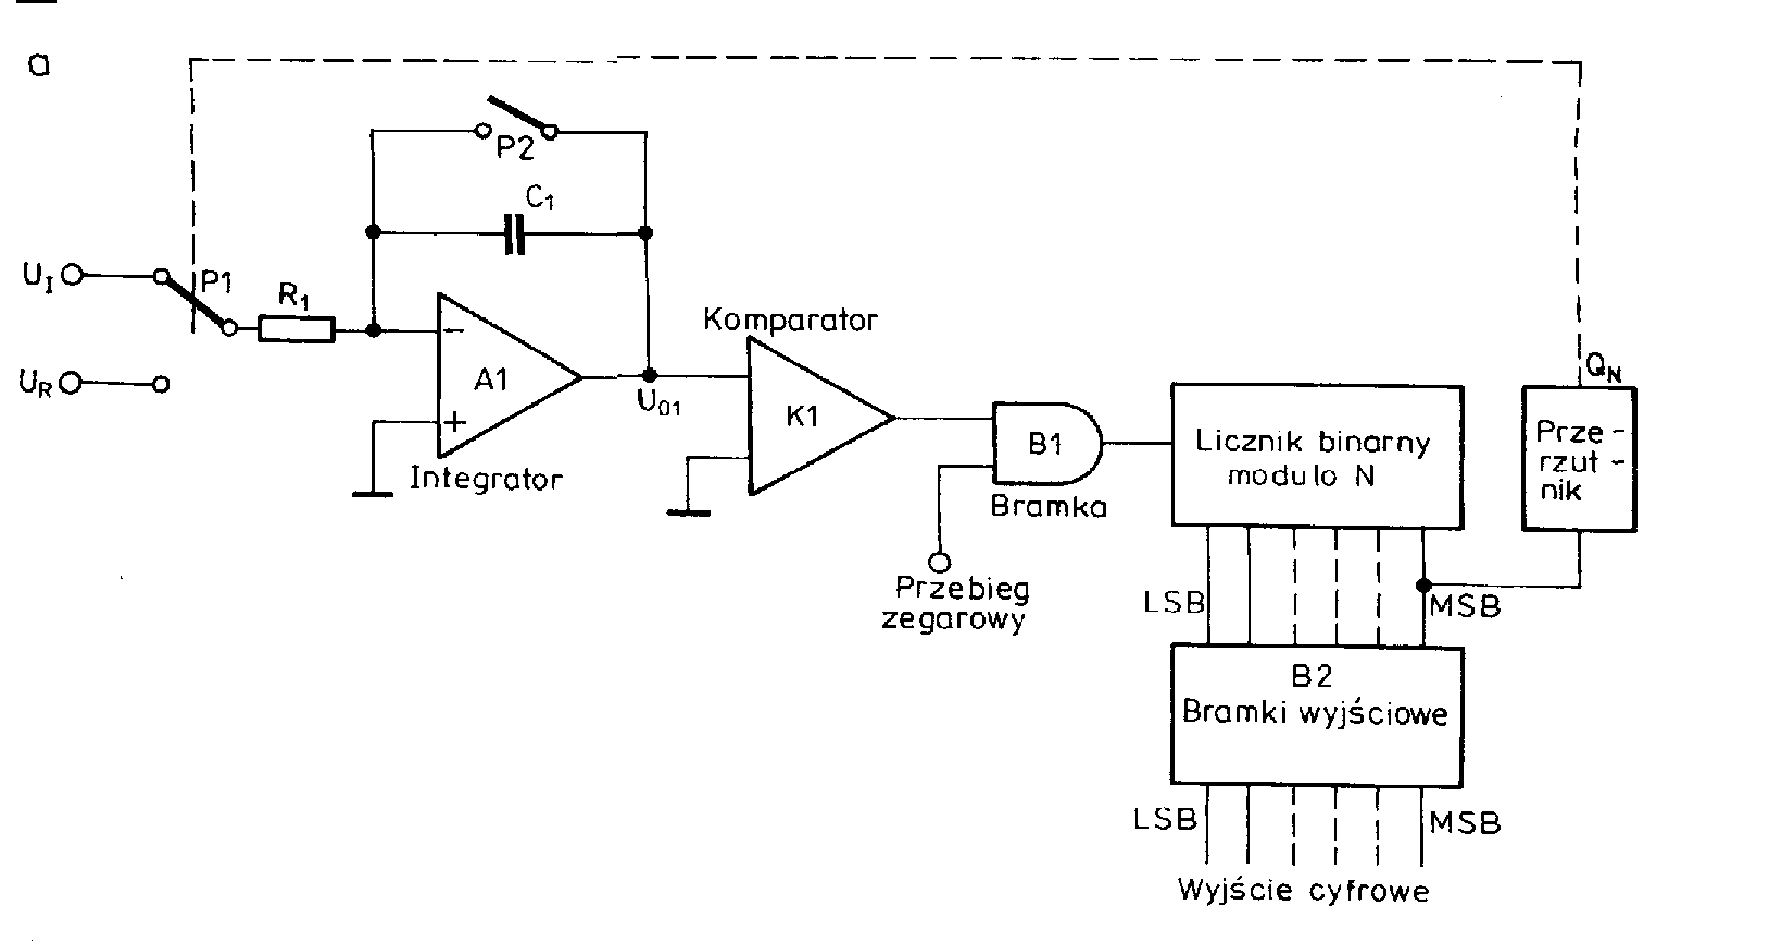 a
P2
C1
UI
P1
R1
UR
−
A1
+
U01
Integrator
Komparator
K1
B1
Bramka
Przebieg
zegarowy
Licznik binarny
modulo N
QN
Prze-
rzut-
nik
LSB
MSB
B2
Bramki wyjściowe
LSB
MSB
Wyjście cyfrowe